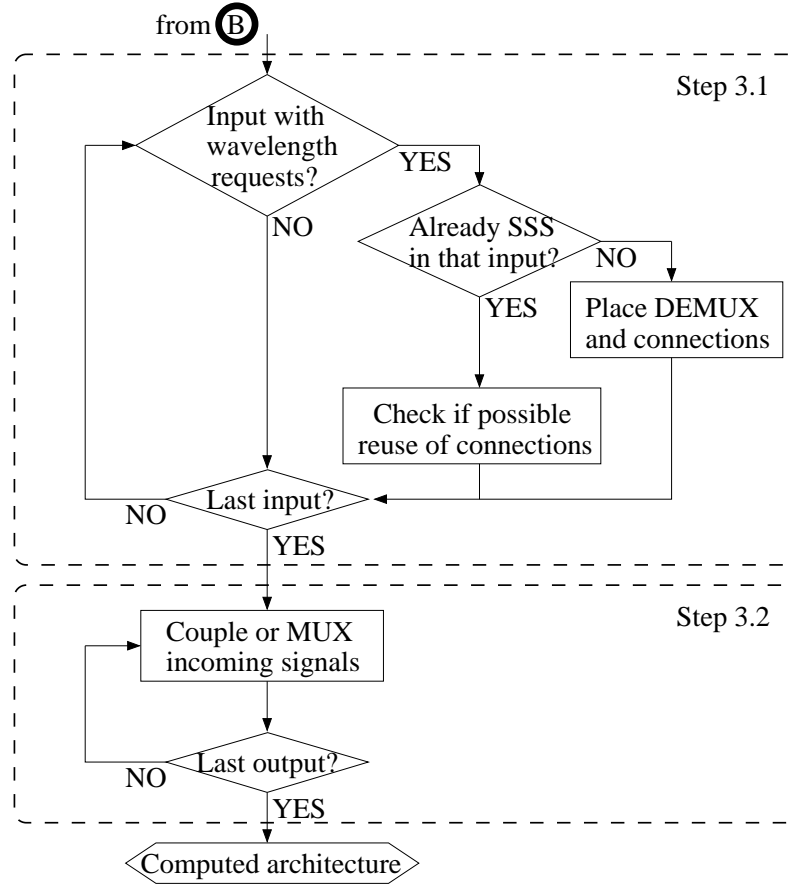 from B
Step 3.1
Input with
wavelength
requests?
YES
NO
Already SSS
in that input?
NO
YES
Place DEMUX
and connections
Check if possible
reuse of connections
Last input?
NO
YES
Step 3.2
Couple or MUX
incoming signals
Last output?
NO
YES
Computed architecture